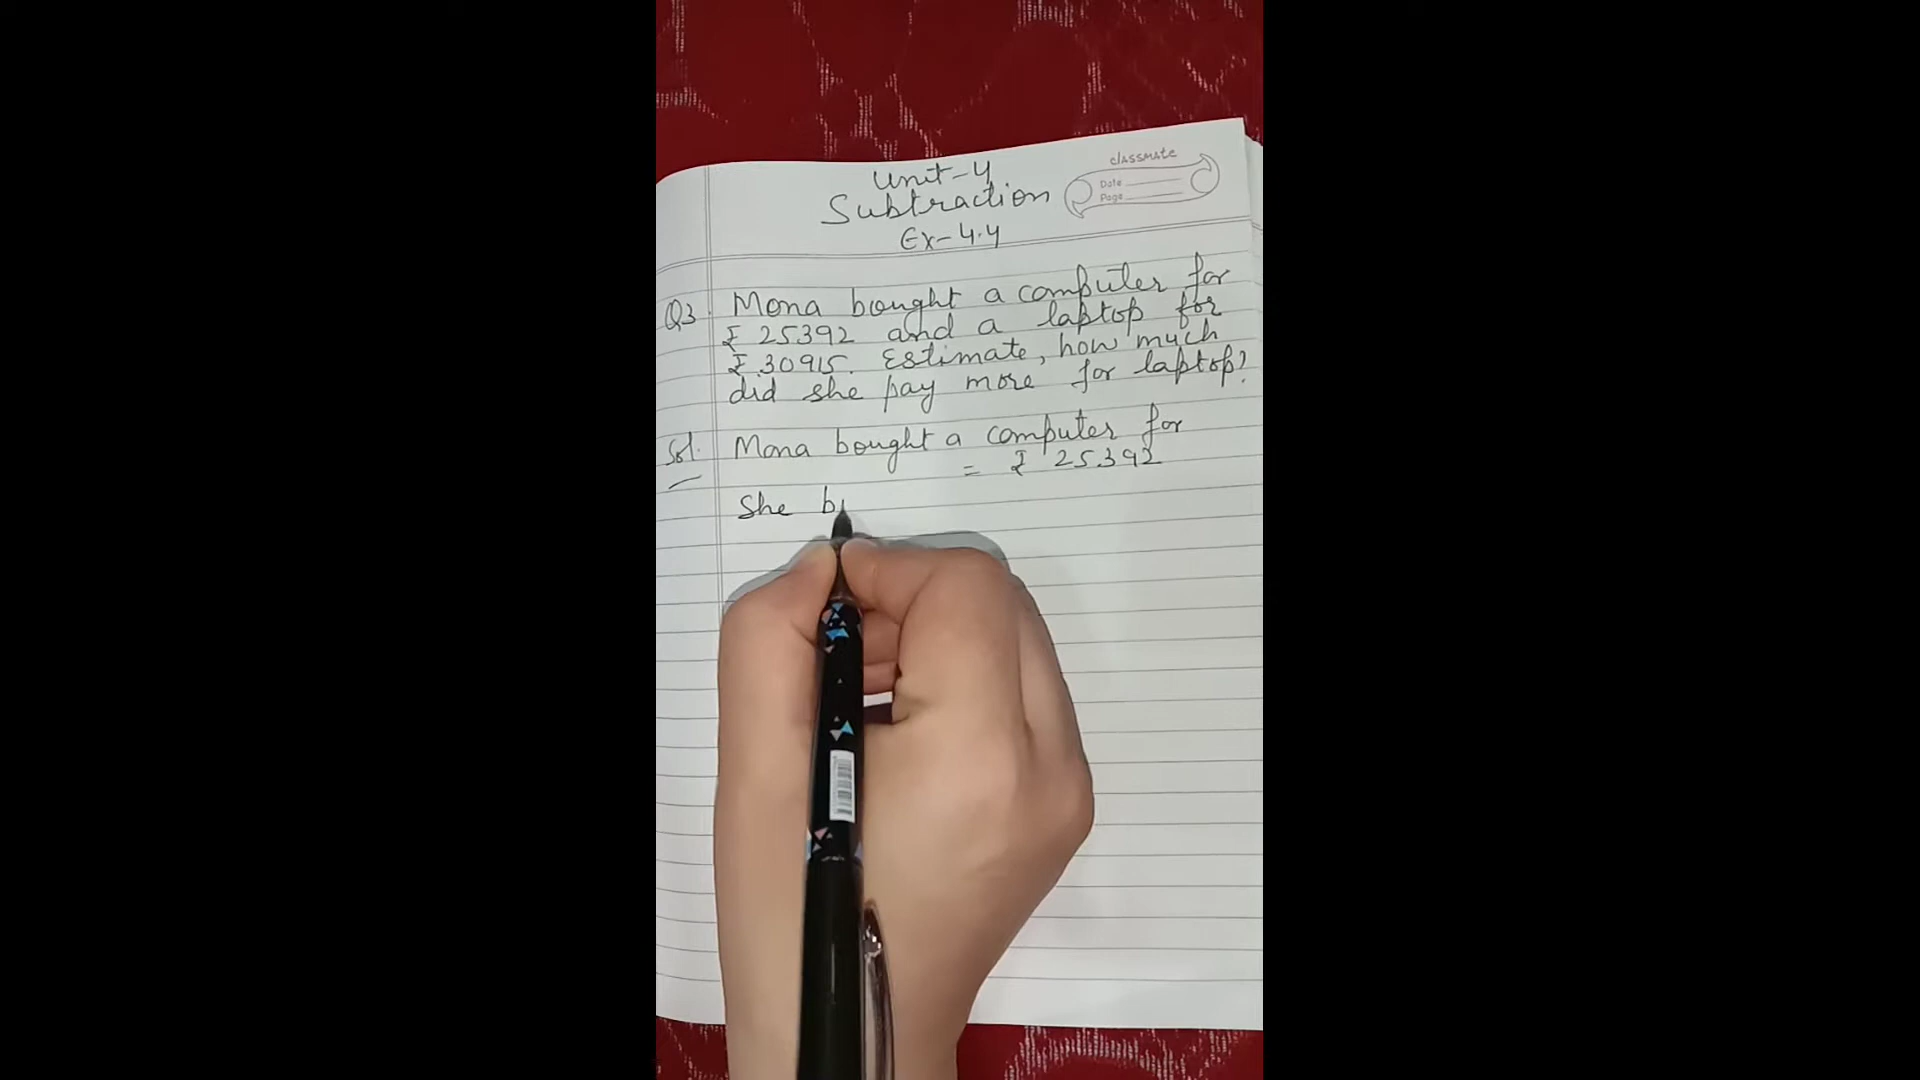 Unit-4
classmate
Date
Page
Subtraction
Ex-4.4
Q3. Mona bought a computer for
₹ 25392 and a laptop for
₹ 30915. Estimate, how much
did she pay more for laptop?
Sol. Mona bought a computer for
= ₹ 25392
She b